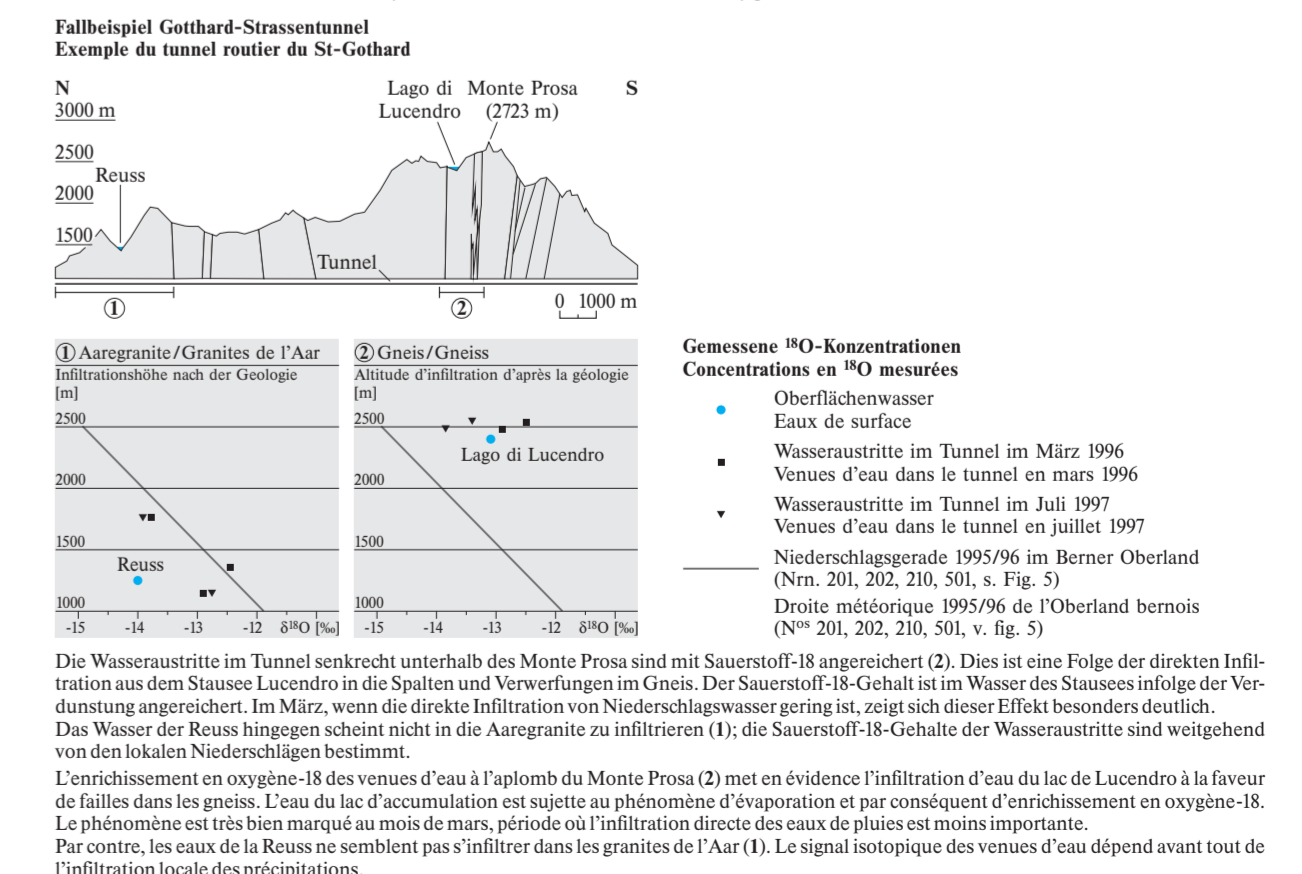 Fallbeispiel Gotthard-Strassentunnel
Exemple du tunnel routier du St-Gothard
N
Lago di Lucendro
Monte Prosa (2723 m)
S
3000 m
2500
Reuss
2000
1500
Tunnel
①
②
0 1000 m
① Aaregranite/Granites de l'Aar
Infiltrationshöhe nach der Geologie
[m]
2500
2000
1500
Reuss
1000
-15 -14 -13 -12 δ¹⁸O [‰]
② Gneis/Gneiss
Altitude d'infiltration d'après la géologie
[m]
2500
Lago di Lucendro
2000
1500
1000
-15 -14 -13 -12 δ¹⁸O [‰]
Gemessene ¹⁸O-Konzentrationen
Concentrations en ¹⁸O mesurées
Oberflächenwasser
Eaux de surface
Wasseraustritte im Tunnel im März 1996
Venues d'eau dans le tunnel en mars 1996
Wasseraustritte im Tunnel im Juli 1997
Venues d'eau dans le tunnel en juillet 1997
Niederschlagsgerade 1995/96 im Berner Oberland
(Nrn. 201, 202, 210, 501, s. Fig. 5)
Droite météorique 1995/96 de l'Oberland bernois
(Nᵒˢ 201, 202, 210, 501, v. fig. 5)
Die Wasseraustritte im Tunnel senkrecht unterhalb des Monte Prosa sind mit Sauerstoff-18 angereichert (2). Dies ist eine Folge der direkten Infil-
tration aus dem Stausee Lucendro in die Spalten und Verwerfungen im Gneis. Der Sauerstoff-18-Gehalt ist im Wasser des Stausees infolge der Ver-
dunstung angereichert. Im März, wenn die direkte Infiltration von Niederschlagswasser gering ist, zeigt sich dieser Effekt besonders deutlich.
Das Wasser der Reuss hingegen scheint nicht in die Aaregranite zu infiltrieren (1); die Sauerstoff-18-Gehalte der Wasseraustritte sind weitgehend
von den lokalen Niederschlägen bestimmt.
L'enrichissement en oxygène-18 des venues d'eau à l'aplomb du Monte Prosa (2) met en évidence l'infiltration d'eau du lac de Lucendro à la faveur
de failles dans les gneiss. L'eau du lac d'accumulation est sujette au phénomène d'évaporation et par conséquent d'enrichissement en oxygène-18.
Le phénomène est très bien marqué au mois de mars, période où l'infiltration directe des eaux de pluies est moins importante.
Par contre, les eaux de la Reuss ne semblent pas s'infiltrer dans les granites de l'Aar (1). Le signal isotopique des venues d'eau dépend avant tout de
l'infiltration locale des précipitations.